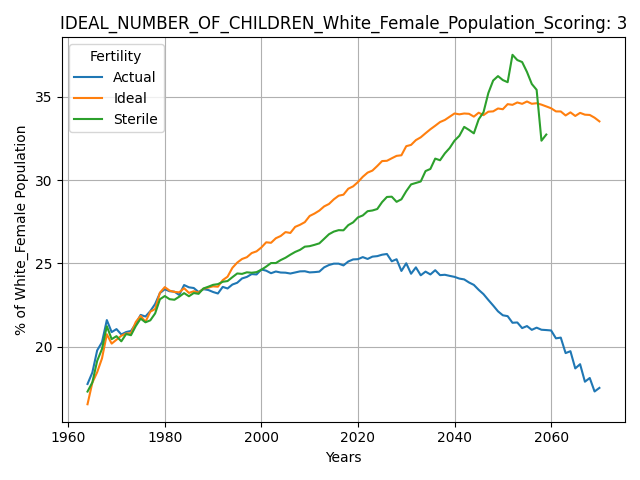 IDEAL_NUMBER_OF_CHILDREN_White_Female_Population_Scoring: 3
Fertility
Actual
Ideal
Sterile
% of White_Female Population
35
30
25
20
1960 1980 2000 2020 2040 2060
Years